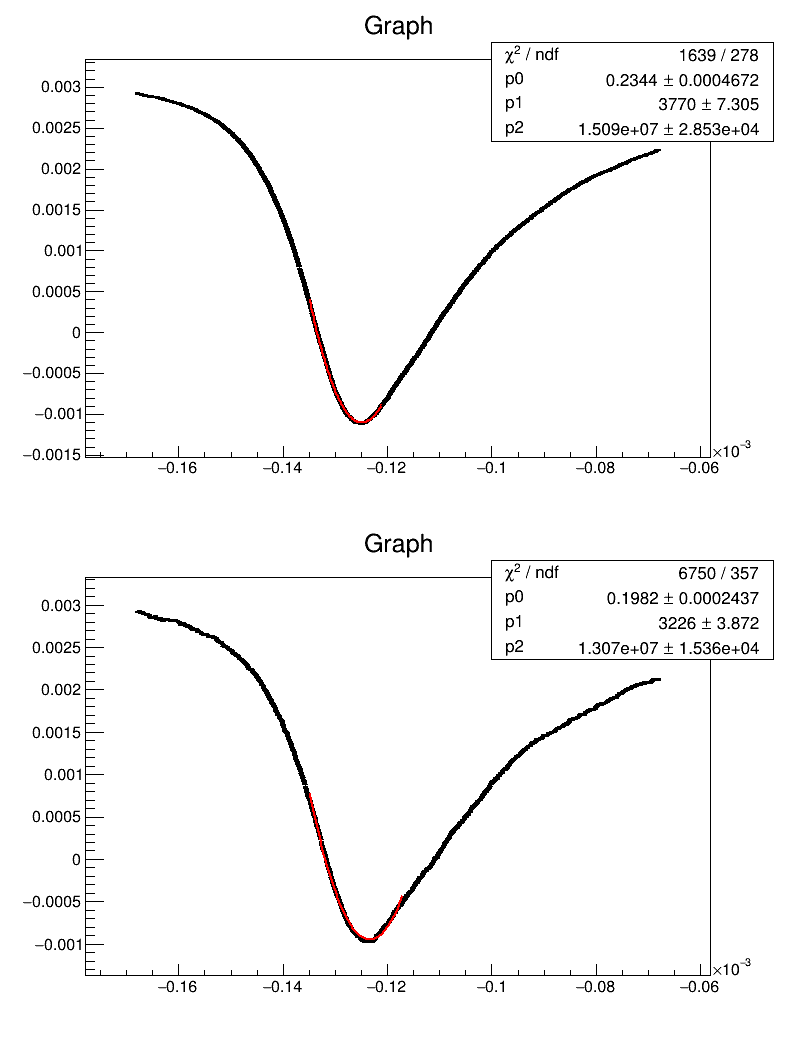 Graph
χ² / ndf 1639 / 278
p0 0.2344 ± 0.0004672
p1 3770 ± 7.305
p2 1.509e+07 ± 2.853e+04
0.003
0.0025
0.002
0.0015
0.001
0.0005
0
−0.0005
−0.001
−0.0015
−0.16 −0.14 −0.12 −0.1 −0.08 −0.06
×10⁻³
Graph
χ² / ndf 6750 / 357
p0 0.1982 ± 0.0002437
p1 3226 ± 3.872
p2 1.307e+07 ± 1.536e+04
0.003
0.0025
0.002
0.0015
0.001
0.0005
0
−0.0005
−0.001
−0.16 −0.14 −0.12 −0.1 −0.08 −0.06
×10⁻³